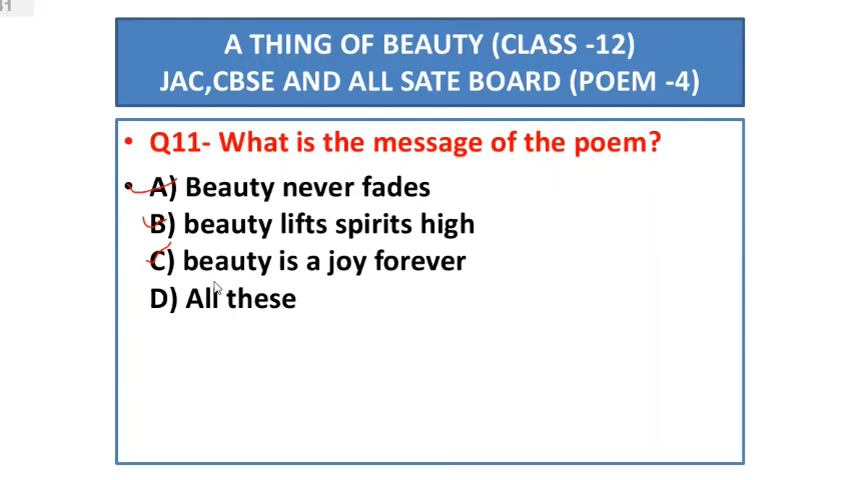 41
A THING OF BEAUTY (CLASS -12)
JAC,CBSE AND ALL SATE BOARD (POEM -4)
• Q11- What is the message of the poem?
• A) Beauty never fades
B) beauty lifts spirits high
C) beauty is a joy forever
D) All these